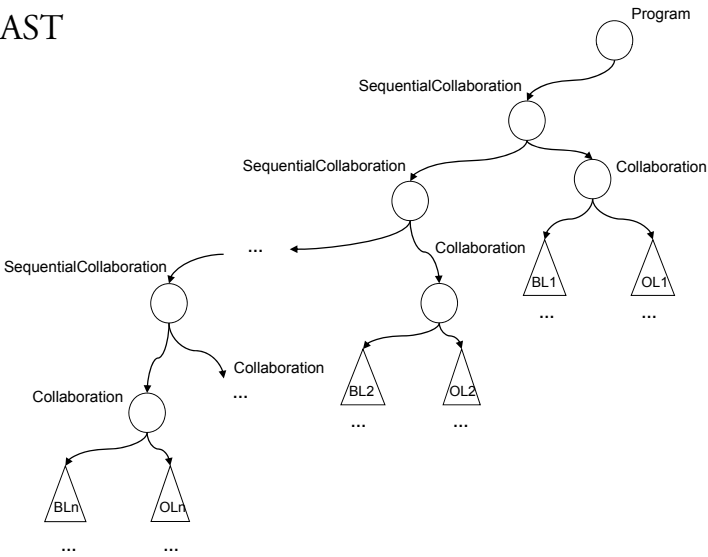 AST
Program
SequentialCollaboration
SequentialCollaboration
Collaboration
...
Collaboration
SequentialCollaboration
BL1
OL1
...
...
Collaboration
...
Collaboration
BL2
OL2
...
...
BLn
OLn
...
...